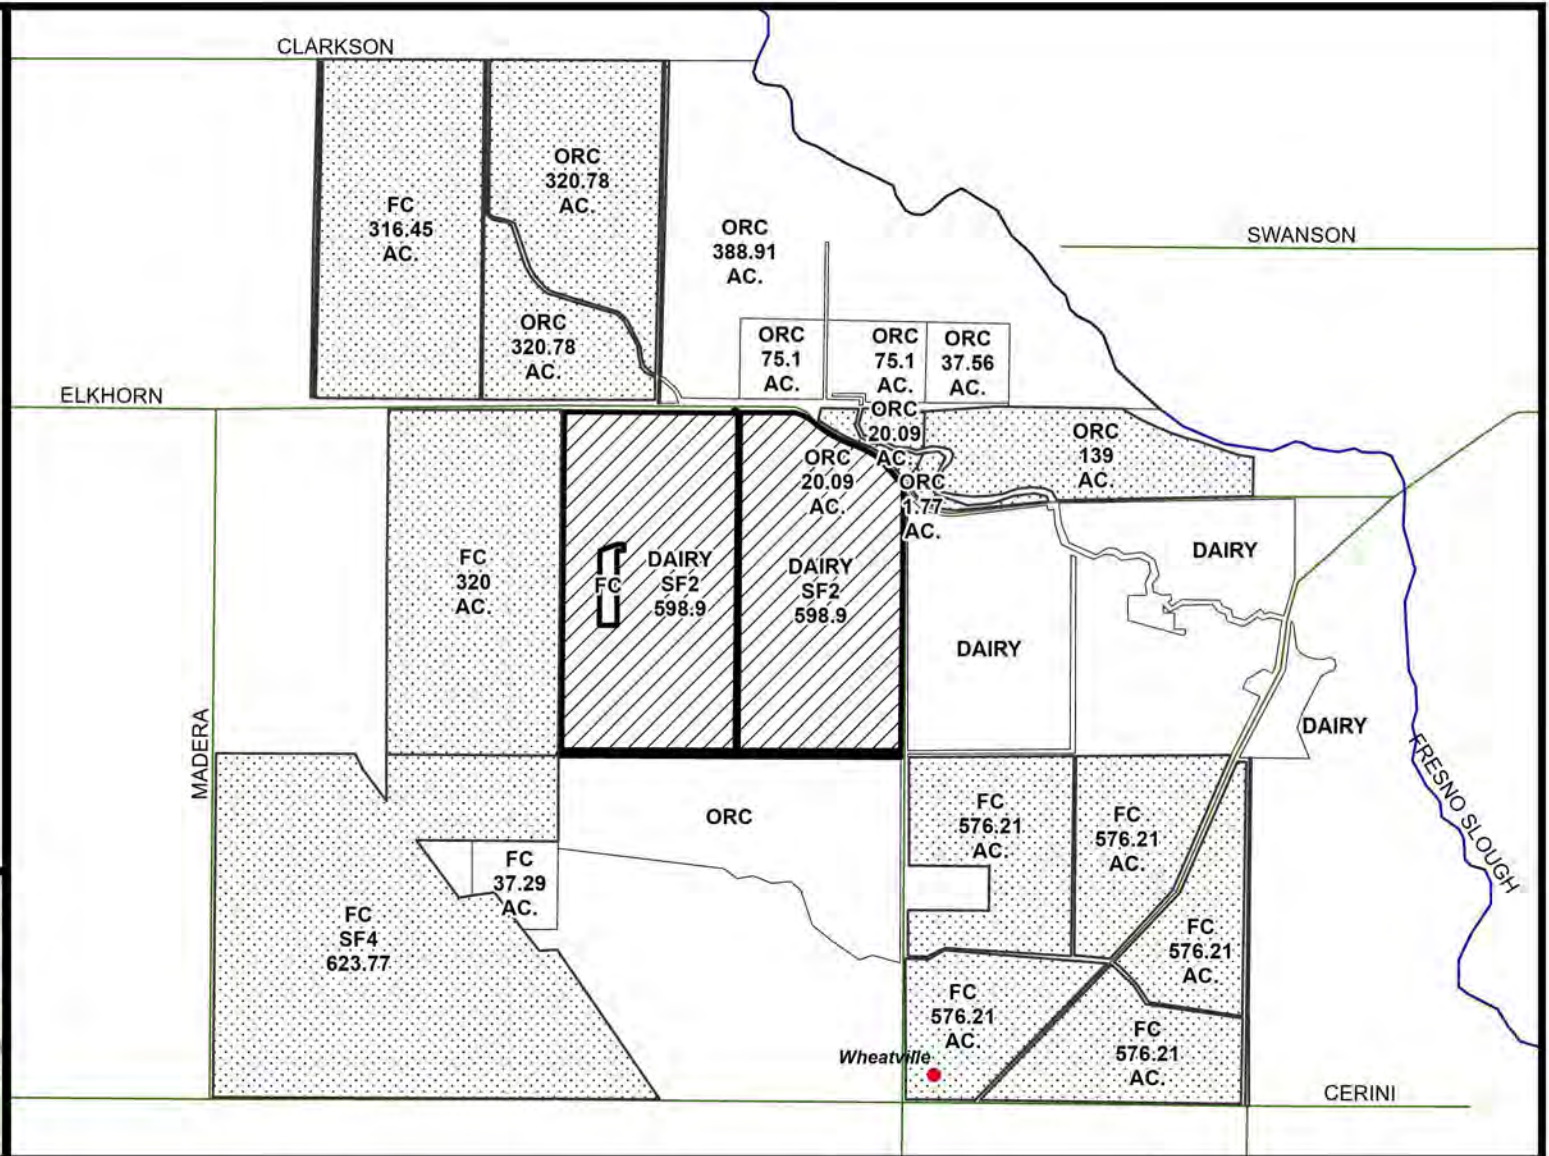 CLARKSON
ORC
320.78
AC.
FC
316.45
AC.
ORC
388.91
AC.
SWANSON
ORC
320.78
AC.
ORC
75.1
AC.
ORC
75.1
AC.
ORC
37.56
AC.
ELKHORN
ORC
20.09
AC.
ORC
139
AC.
ORC
20.09
AC.
ORC
1.77
AC.
FC
320
AC.
FC
DAIRY
SF2
598.9
DAIRY
SF2
598.9
DAIRY
DAIRY
DAIRY
MADERA
FRESNO SLOUGH
ORC
FC
576.21
AC.
FC
576.21
AC.
FC
37.29
AC.
FC
SF4
623.77
FC
576.21
AC.
FC
576.21
AC.
FC
576.21
AC.
Wheatville
CERINI